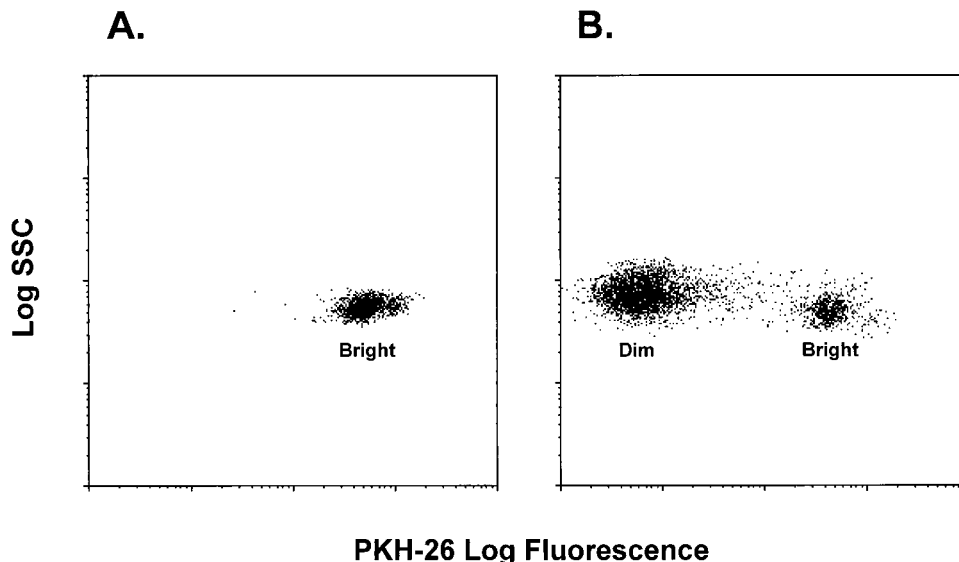 A.
B.
Log SSC
Bright
Dim
Bright
PKH-26 Log Fluorescence